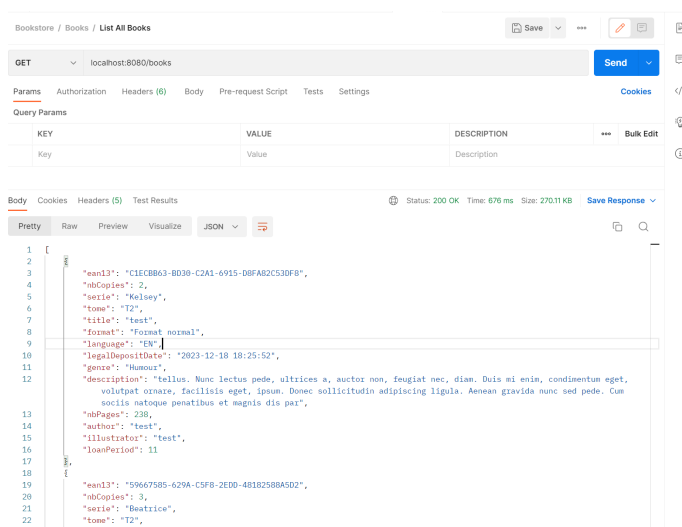 Bookstore / Books / List All Books
Save
GET localhost:8080/books Send
Params Authorization Headers (6) Body Pre-request Script Tests Settings Cookies
Query Params
KEY VALUE DESCRIPTION Bulk Edit
Key Value Description
Body Cookies Headers (5) Test Results Status: 200 OK Time: 676 ms Size: 270.11 KB Save Response
Pretty Raw Preview Visualize JSON
1 [
2 {
3 "ean13": "C1ECBB63-BD30-C2A1-6915-D8FA82C53DF8",
4 "nbCopies": 2,
5 "serie": "Kelsey",
6 "tome": "T2",
7 "title": "test",
8 "format": "Format normal",
9 "language": "EN",
10 "legalDepositDate": "2023-12-18 18:25:52",
11 "genre": "Humour",
12 "description": "tellus. Nunc lectus pede, ultrices a, auctor non, feugiat nec, diam. Duis mi enim, condimentum eget,
volutpat ornare, facilisis eget, ipsum. Donec sollicitudin adipiscing ligula. Aenean gravida nunc sed pede. Cum
sociis natoque penatibus et magnis dis par",
13 "nbPages": 238,
14 "author": "test",
15 "illustrator": "test",
16 "loanPeriod": 11
17 },
18 {
19 "ean13": "59667585-629A-C5F8-2EDD-48182588A5D2",
20 "nbCopies": 3,
21 "serie": "Beatrice",
22 "tome": "T2",